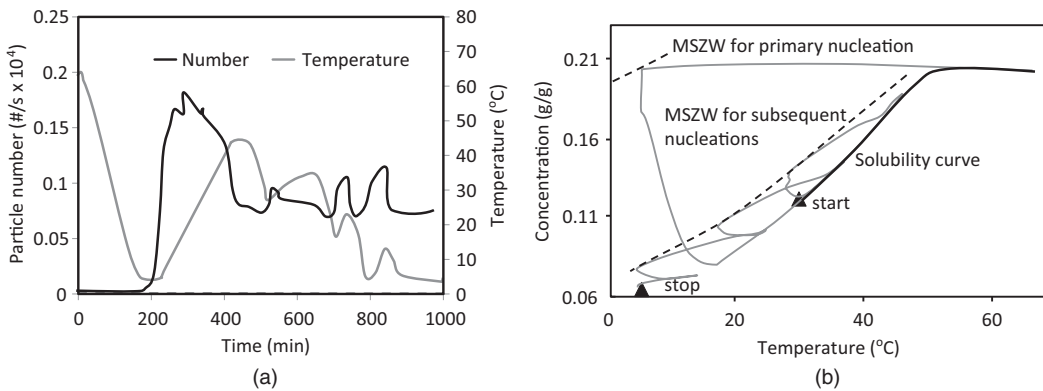 Particle number (#/s x 10⁻⁴)
0.25
0.2
0.15
0.1
0.05
0
Number
Temperature
80
70
60
50
40
30
20
10
0
Temperature (°C)
0
200
400
600
800
1000
Time (min)
(a)
Concentration (g/g)
0.21
0.16
0.11
0.06
MSZW for primary nucleation
MSZW for subsequent
nucleations
Solubility curve
start
stop
0
20
40
60
Temperature (°C)
(b)